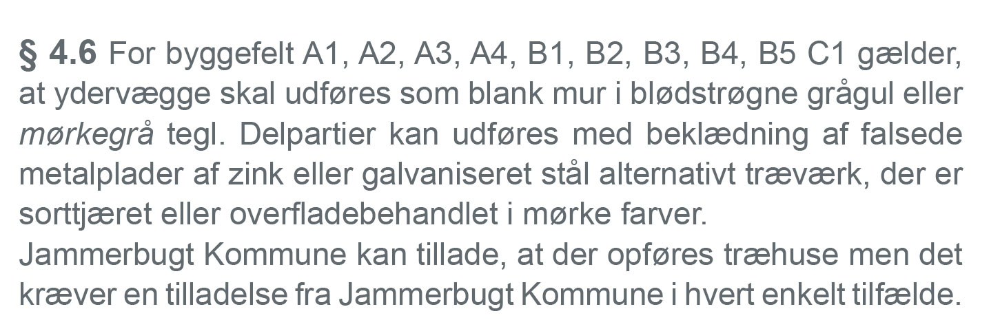 § 4.6 For byggefelt A1, A2, A3, A4, B1, B2, B3, B4, B5 C1 gælder,
at ydervægge skal udføres som blank mur i blødstrøgne grågul eller
mørkegrå tegl. Delpartier kan udføres med beklædning af falsede
metalplader af zink eller galvaniseret stål alternativt træværk, der er
sorttjæret eller overfladebehandlet i mørke farver.
Jammerbugt Kommune kan tillade, at der opføres træhuse men det
kræver en tilladelse fra Jammerbugt Kommune i hvert enkelt tilfælde.